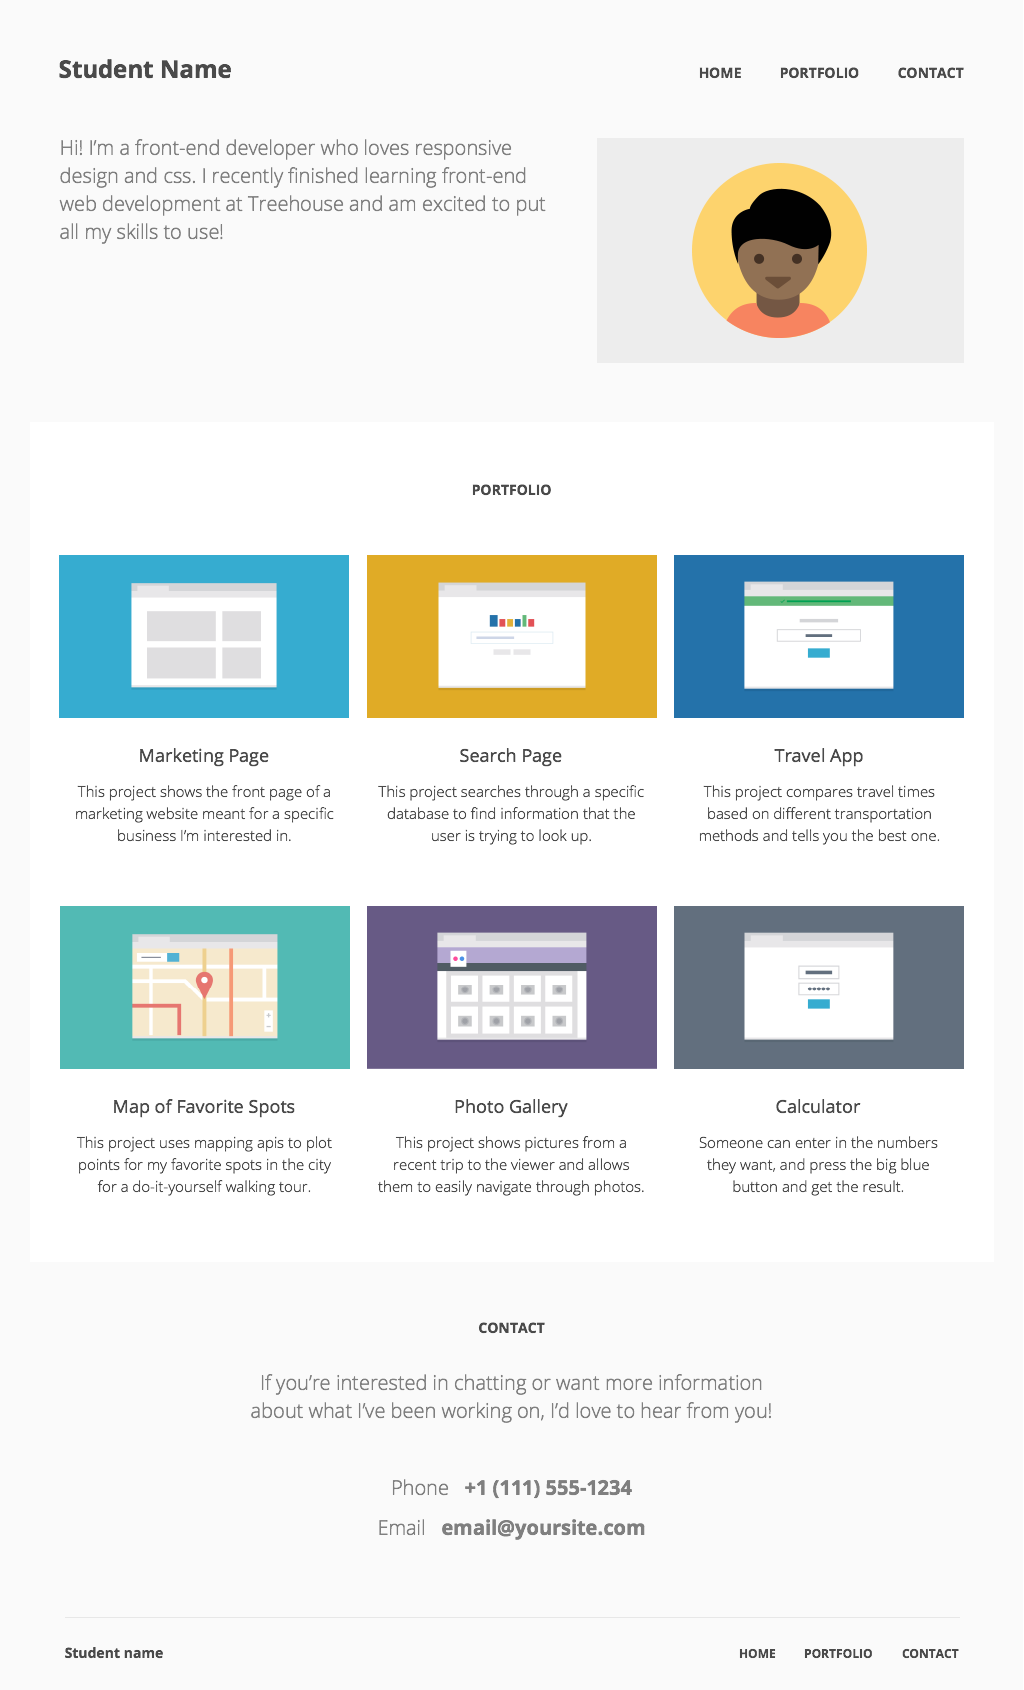 Student Name
HOME PORTFOLIO CONTACT
Hi! I’m a front-end developer who loves responsive
design and css. I recently finished learning front-end
web development at Treehouse and am excited to put
all my skills to use!
PORTFOLIO
Marketing Page
This project shows the front page of a
marketing website meant for a specific
business I’m interested in.
Search Page
This project searches through a specific
database to find information that the
user is trying to look up.
Travel App
This project compares travel times
based on different transportation
methods and tells you the best one.
Map of Favorite Spots
This project uses mapping apis to plot
points for my favorite spots in the city
for a do-it-yourself walking tour.
Photo Gallery
This project shows pictures from a
recent trip to the viewer and allows
them to easily navigate through photos.
Calculator
Someone can enter in the numbers
they want, and press the big blue
button and get the result.
CONTACT
If you’re interested in chatting or want more information
about what I’ve been working on, I’d love to hear from you!
Phone +1 (111) 555-1234
Email email@yoursite.com
Student name
HOME PORTFOLIO CONTACT